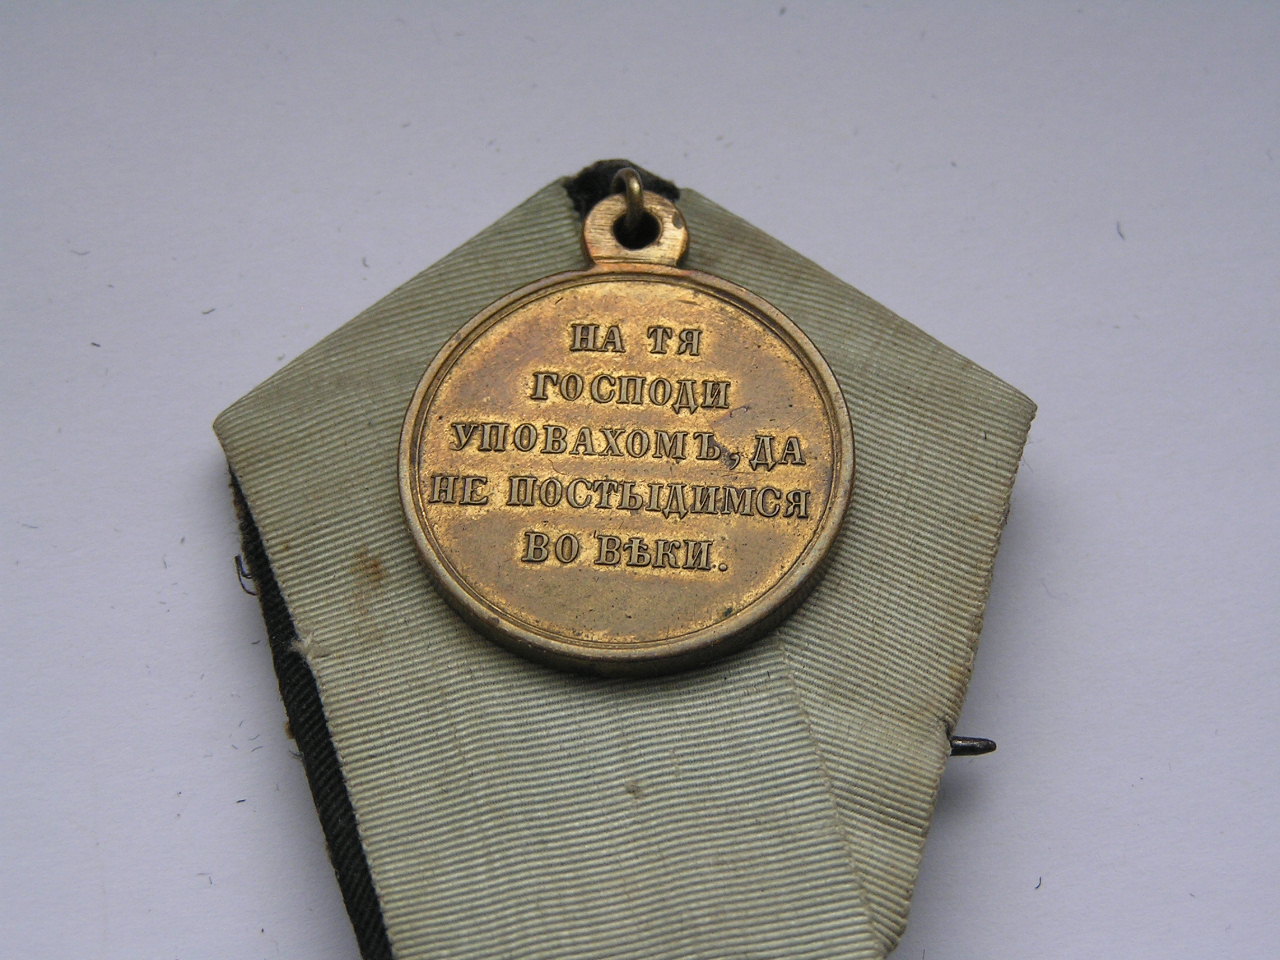 НА ТЯ
ГОСПОДИ
УПОВАХОМЪ, ДА
НЕ ПОСТЫДИМСЯ
ВО ВѢКИ.